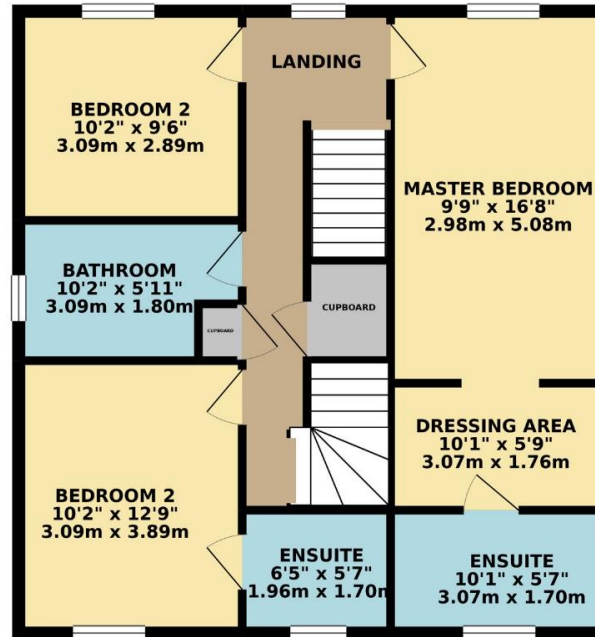 LANDING
BEDROOM 2
10'2" x 9'6"
3.09m x 2.89m
MASTER BEDROOM
9'9" x 16'8"
2.98m x 5.08m
BATHROOM
10'2" x 5'11"
3.09m x 1.80m
CUPBOARD
CUPBOARD
DRESSING AREA
10'1" x 5'9"
3.07m x 1.76m
BEDROOM 2
10'2" x 12'9"
3.09m x 3.89m
ENSUITE
6'5" x 5'7"
1.96m x 1.70m
ENSUITE
10'1" x 5'7"
3.07m x 1.70m